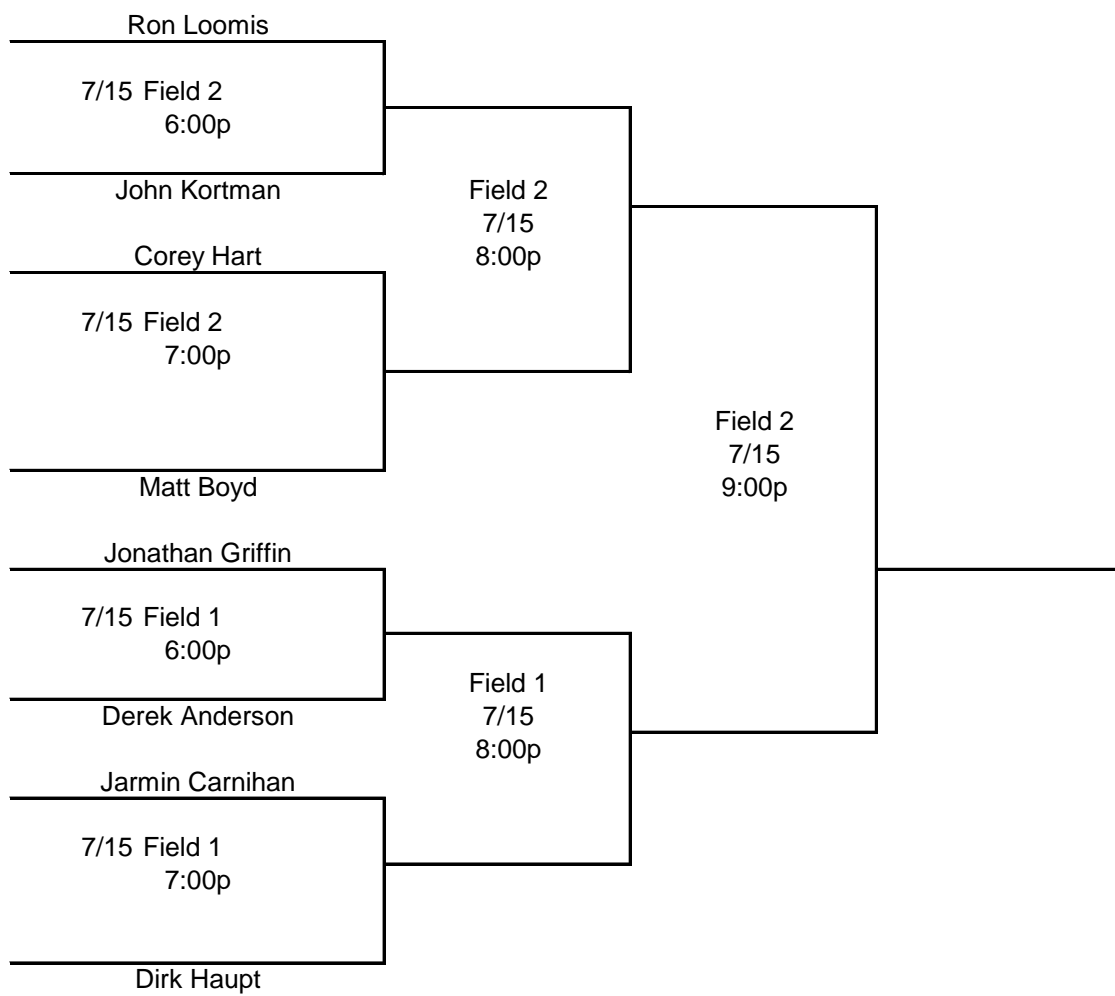 Ron Loomis
7/15 Field 2
6:00p
John Kortman
Field 2
7/15
8:00p
Corey Hart
7/15 Field 2
7:00p
Matt Boyd
Field 2
7/15
9:00p
Jonathan Griffin
7/15 Field 1
6:00p
Derek Anderson
Field 1
7/15
8:00p
Jarmin Carnihan
7/15 Field 1
7:00p
Dirk Haupt